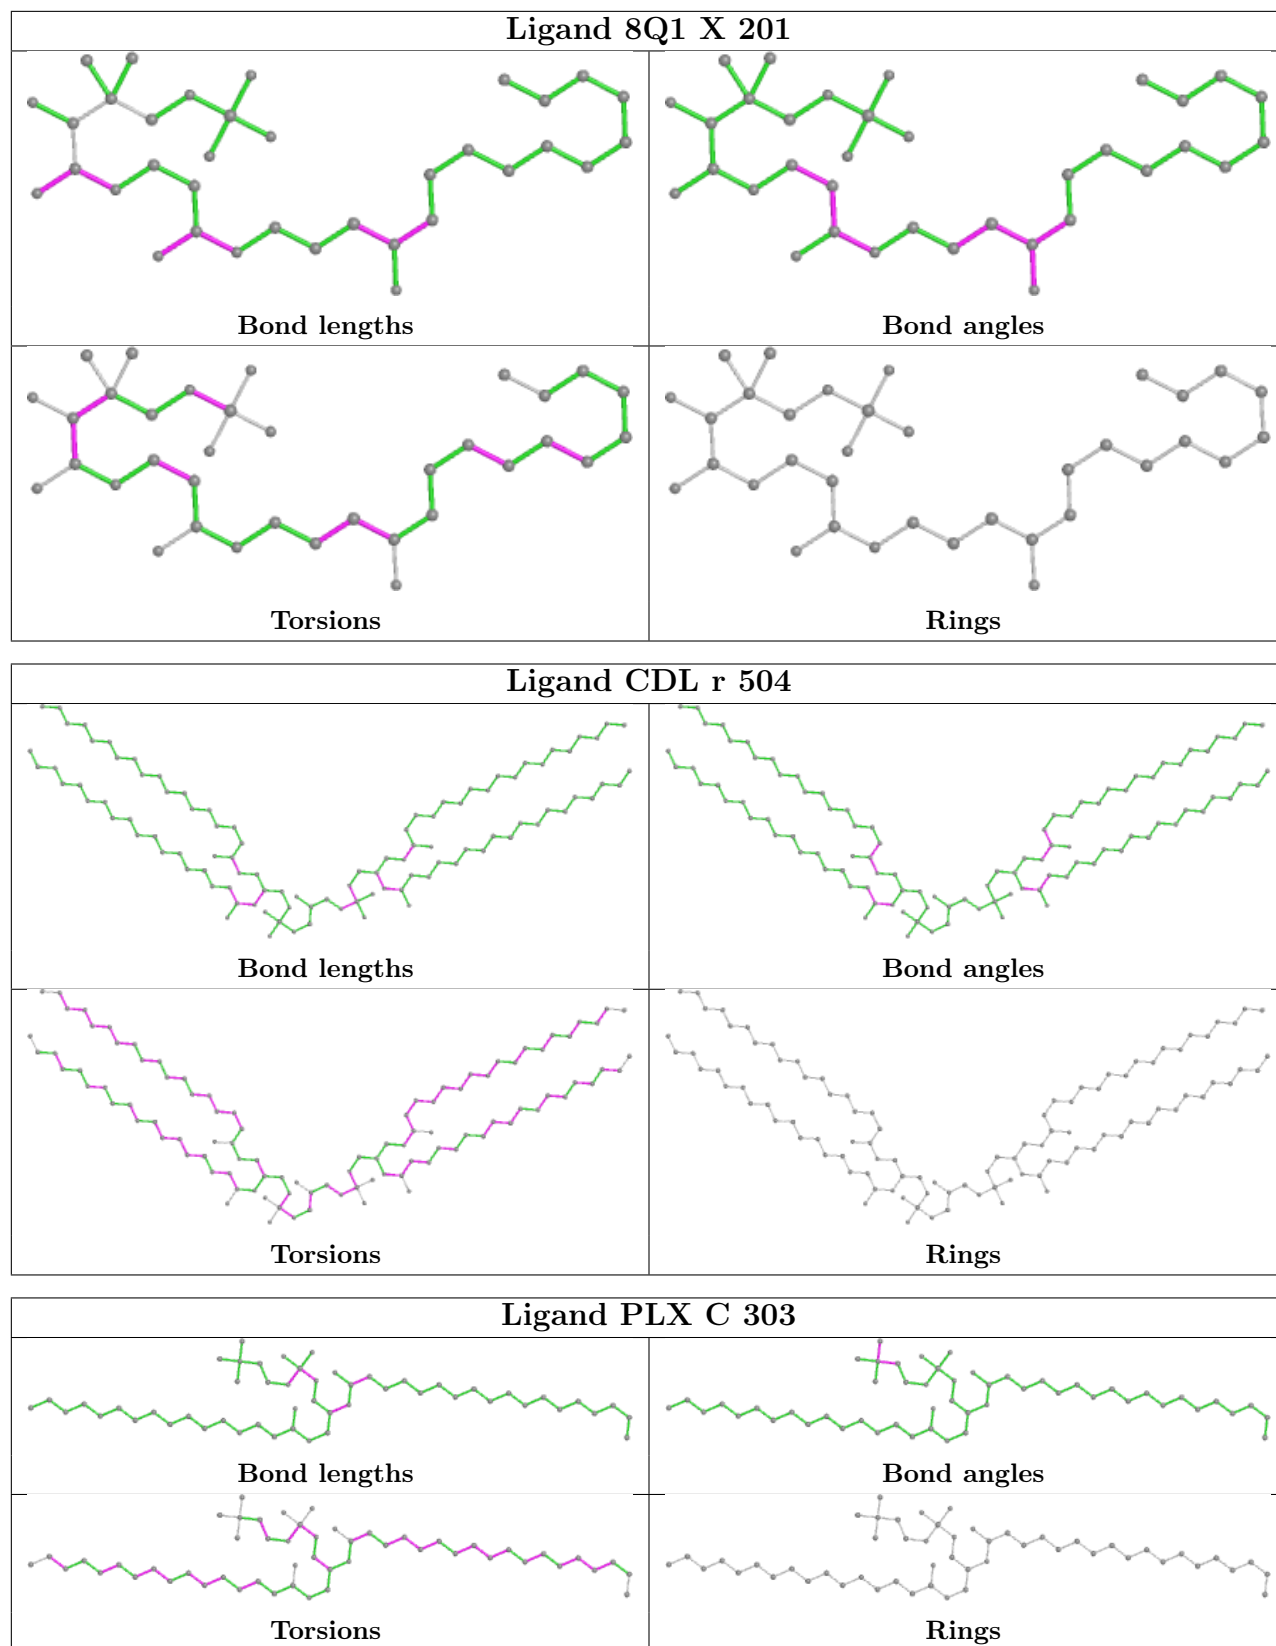 Ligand 8Q1 X 201
Bond lengths
Bond angles
Torsions
Rings
Ligand CDL r 504
Bond lengths
Bond angles
Torsions
Rings
Ligand PLX C 303
Bond lengths
Bond angles
Torsions
Rings